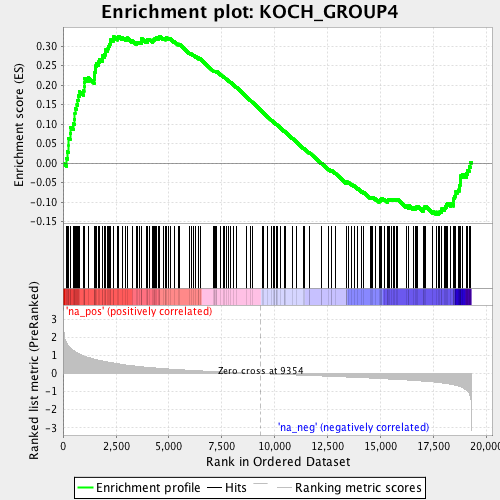 Enrichment plot: KOCH_GROUP4
Enrichment score (ES)
0.30
0.25
0.20
0.15
0.10
0.05
0.00
-0.05
-0.10
-0.15
'na_pos' (positively correlated)
Ranked list metric (PreRanked)
3
2
1
0
-1
-2
-3
Zero cross at 9354
'na_neg' (negatively correlated)
0
2,500
5,000
7,500
10,000
12,500
15,000
17,500
20,000
Rank in Ordered Dataset
Enrichment profile
Hits
Ranking metric scores